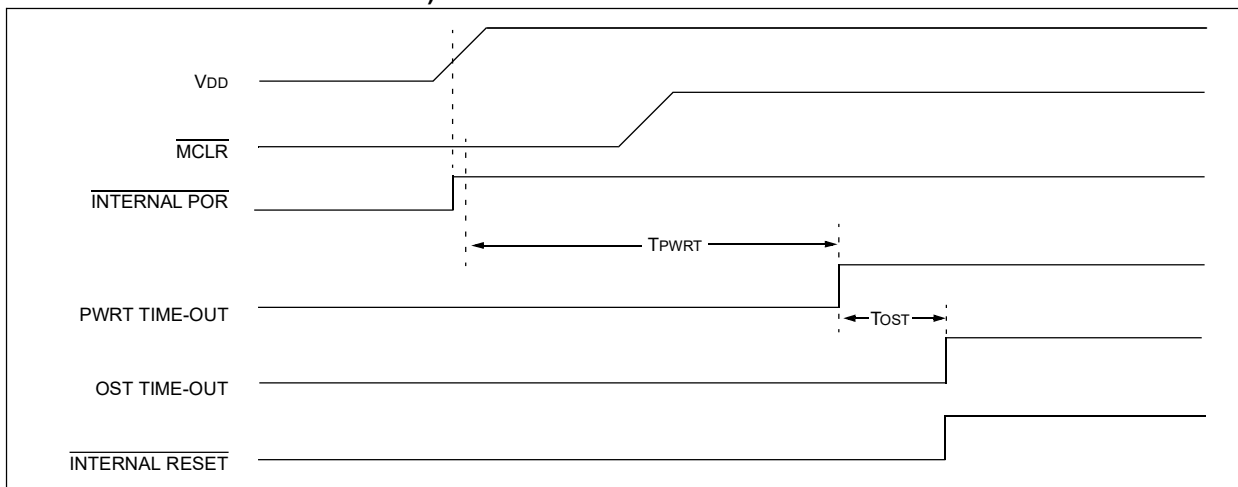 VDD
MCLR
INTERNAL POR
TPWRT
PWRT TIME-OUT
TOST
OST TIME-OUT
INTERNAL RESET